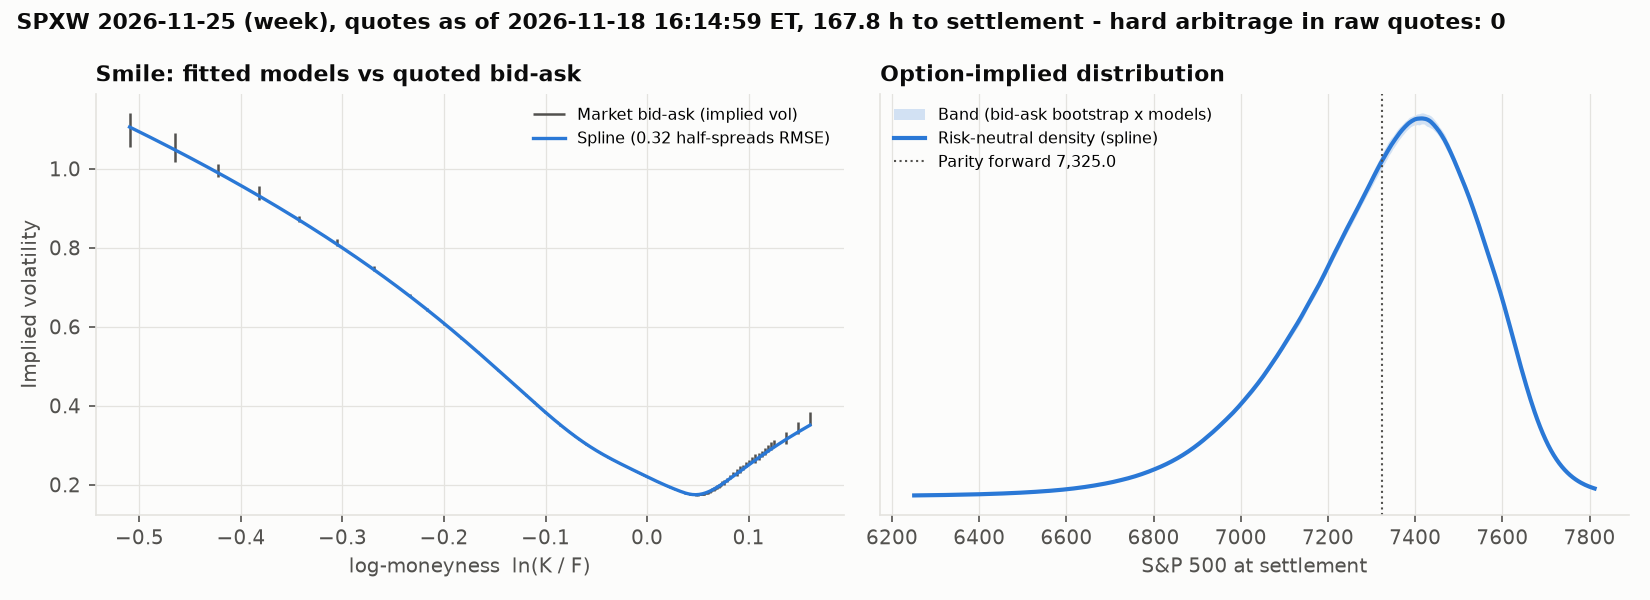 SPXW 2026-11-25 (week), quotes as of 2026-11-18 16:14:59 ET, 167.8 h to settlement - hard arbitrage in raw quotes: 0
Smile: fitted models vs quoted bid-ask
Market bid-ask (implied vol)
Spline (0.32 half-spreads RMSE)
Implied volatility
1.0
0.8
0.6
0.4
0.2
−0.5 −0.4 −0.3 −0.2 −0.1 0.0 0.1
log-moneyness ln(K / F)
Option-implied distribution
Band (bid-ask bootstrap x models)
Risk-neutral density (spline)
Parity forward 7,325.0
6200 6400 6600 6800 7000 7200 7400 7600 7800
S&P 500 at settlement